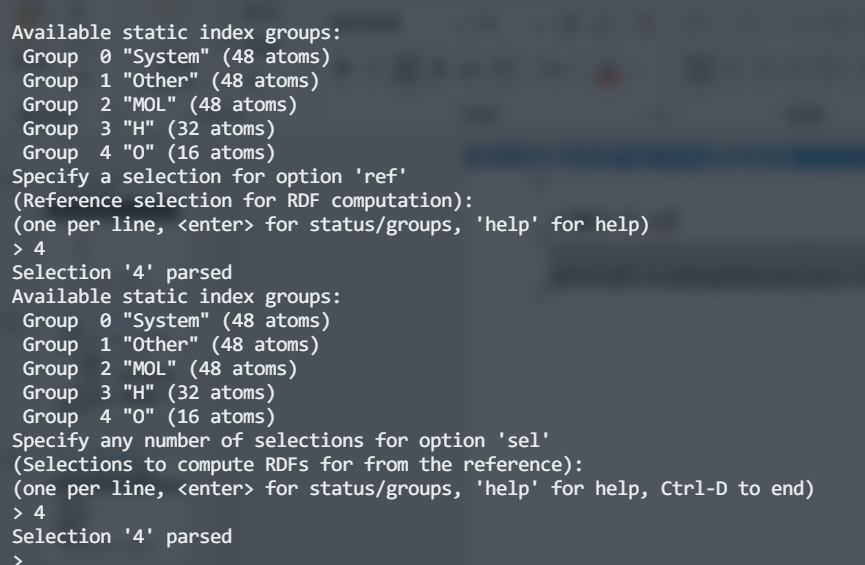 Available static index groups:
 Group  0 "System" (48 atoms)
 Group  1 "Other" (48 atoms)
 Group  2 "MOL" (48 atoms)
 Group  3 "H" (32 atoms)
 Group  4 "O" (16 atoms)
Specify a selection for option 'ref'
(Reference selection for RDF computation):
(one per line, <enter> for status/groups, 'help' for help)
> 4
Selection '4' parsed
Available static index groups:
 Group  0 "System" (48 atoms)
 Group  1 "Other" (48 atoms)
 Group  2 "MOL" (48 atoms)
 Group  3 "H" (32 atoms)
 Group  4 "O" (16 atoms)
Specify any number of selections for option 'sel'
(Selections to compute RDFs for from the reference):
(one per line, <enter> for status/groups, 'help' for help, Ctrl-D to end)
> 4
Selection '4' parsed
>